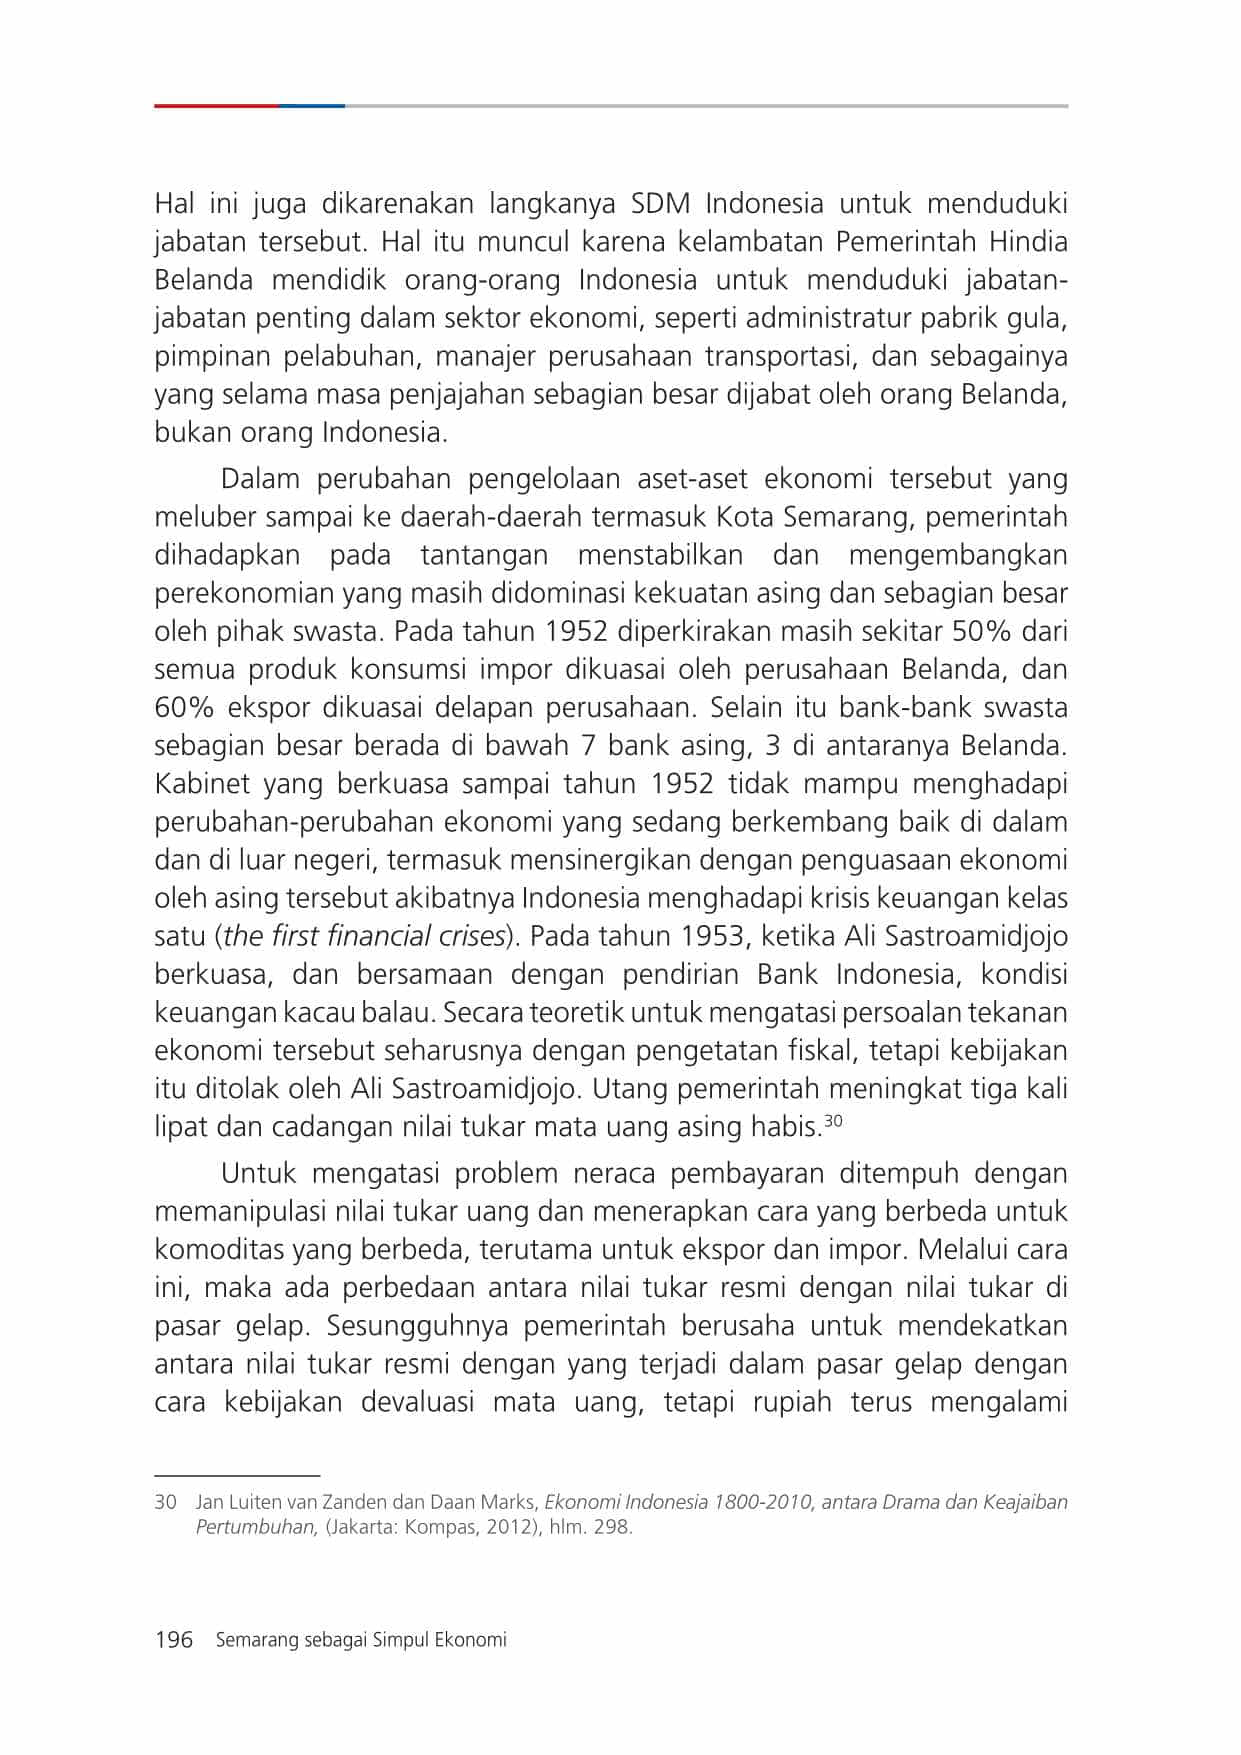 Hal ini juga dikarenakan langkanya SDM Indonesia untuk menduduki
jabatan tersebut. Hal itu muncul karena kelambatan Pemerintah Hindia
Belanda mendidik orang-orang Indonesia untuk menduduki jabatan-
jabatan penting dalam sektor ekonomi, seperti administratur pabrik gula,
pimpinan pelabuhan, manajer perusahaan transportasi, dan sebagainya
yang selama masa penjajahan sebagian besar dijabat oleh orang Belanda,
bukan orang Indonesia.
Dalam perubahan pengelolaan aset-aset ekonomi tersebut yang
meluber sampai ke daerah-daerah termasuk Kota Semarang, pemerintah
dihadapkan pada tantangan menstabilkan dan mengembangkan
perekonomian yang masih didominasi kekuatan asing dan sebagian besar
oleh pihak swasta. Pada tahun 1952 diperkirakan masih sekitar 50% dari
semua produk konsumsi impor dikuasai oleh perusahaan Belanda, dan
60% ekspor dikuasai delapan perusahaan. Selain itu bank-bank swasta
sebagian besar berada di bawah 7 bank asing, 3 di antaranya Belanda.
Kabinet yang berkuasa sampai tahun 1952 tidak mampu menghadapi
perubahan-perubahan ekonomi yang sedang berkembang baik di dalam
dan di luar negeri, termasuk mensinergikan dengan penguasaan ekonomi
oleh asing tersebut akibatnya Indonesia menghadapi krisis keuangan kelas
satu (the first financial crises). Pada tahun 1953, ketika Ali Sastroamidjojo
berkuasa, dan bersamaan dengan pendirian Bank Indonesia, kondisi
keuangan kacau balau. Secara teoretik untuk mengatasi persoalan tekanan
ekonomi tersebut seharusnya dengan pengetatan fiskal, tetapi kebijakan
itu ditolak oleh Ali Sastroamidjojo. Utang pemerintah meningkat tiga kali
lipat dan cadangan nilai tukar mata uang asing habis.30
Untuk mengatasi problem neraca pembayaran ditempuh dengan
memanipulasi nilai tukar uang dan menerapkan cara yang berbeda untuk
komoditas yang berbeda, terutama untuk ekspor dan impor. Melalui cara
ini, maka ada perbedaan antara nilai tukar resmi dengan nilai tukar di
pasar gelap. Sesungguhnya pemerintah berusaha untuk mendekatkan
antara nilai tukar resmi dengan yang terjadi dalam pasar gelap dengan
cara kebijakan devaluasi mata uang, tetapi rupiah terus mengalami
30 Jan Luiten van Zanden dan Daan Marks, Ekonomi Indonesia 1800-2010, antara Drama dan Keajaiban
Pertumbuhan, (Jakarta: Kompas, 2012), hlm. 298.
196 Semarang sebagai Simpul Ekonomi